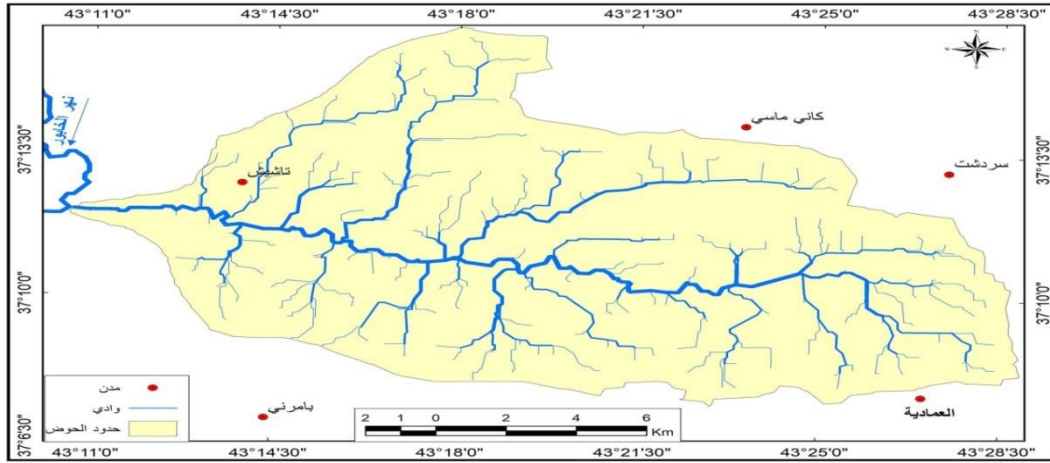 43°11'0" 43°14'30" 43°18'0" 43°21'30" 43°25'0" 43°28'30"
N
W E
S
نهر الخابور
كاني ماسي
37°13'30" 37°13'30"
سردشت
تاشيش
37°10'0" 37°10'0"
مدن
وادي
حدود الحوض
بامرني
العمادية
2 1 0 2 4 6
Km
37°6'30" 37°6'30"
43°11'0" 43°14'30" 43°18'0" 43°21'30" 43°25'0" 43°28'30"